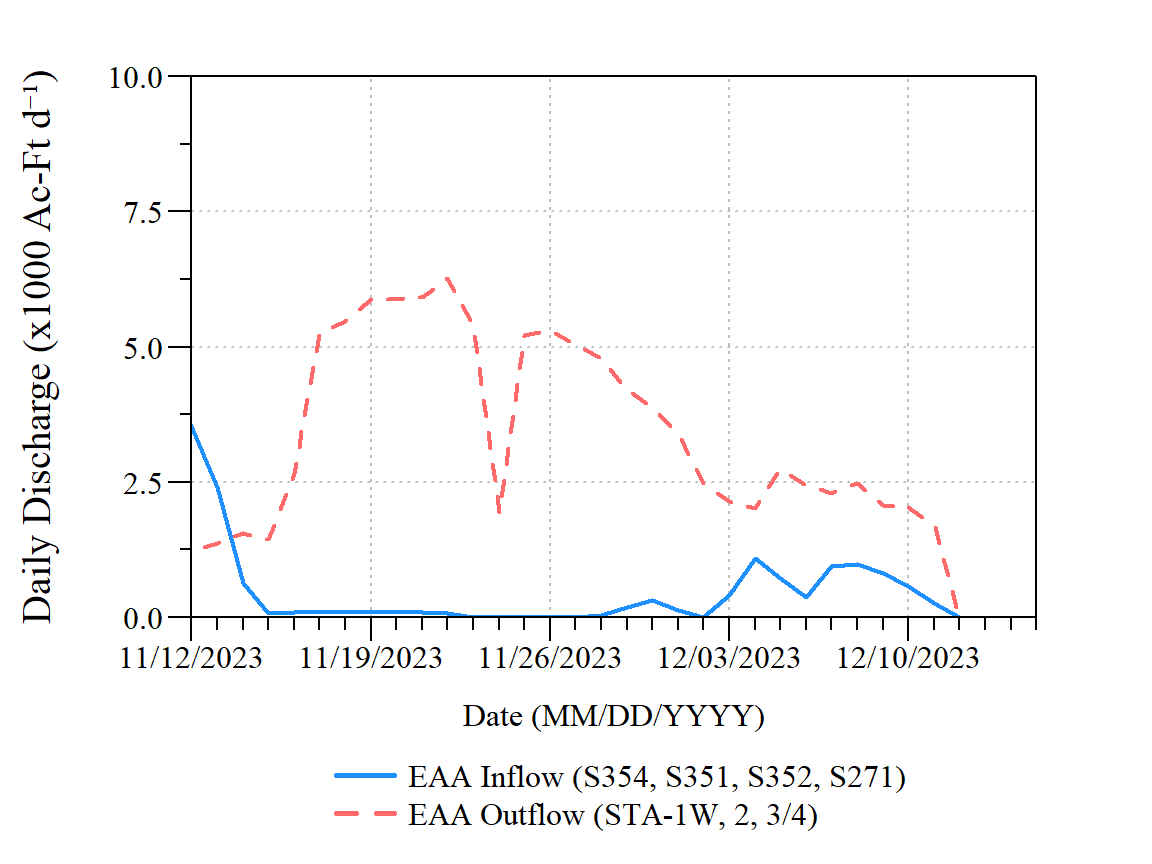 Daily Discharge (x1000 Ac-Ft d⁻¹)
10.0
7.5
5.0
2.5
0.0
11/12/2023 11/19/2023 11/26/2023 12/03/2023 12/10/2023
Date (MM/DD/YYYY)
EAA Inflow (S354, S351, S352, S271)
EAA Outflow (STA-1W, 2, 3/4)